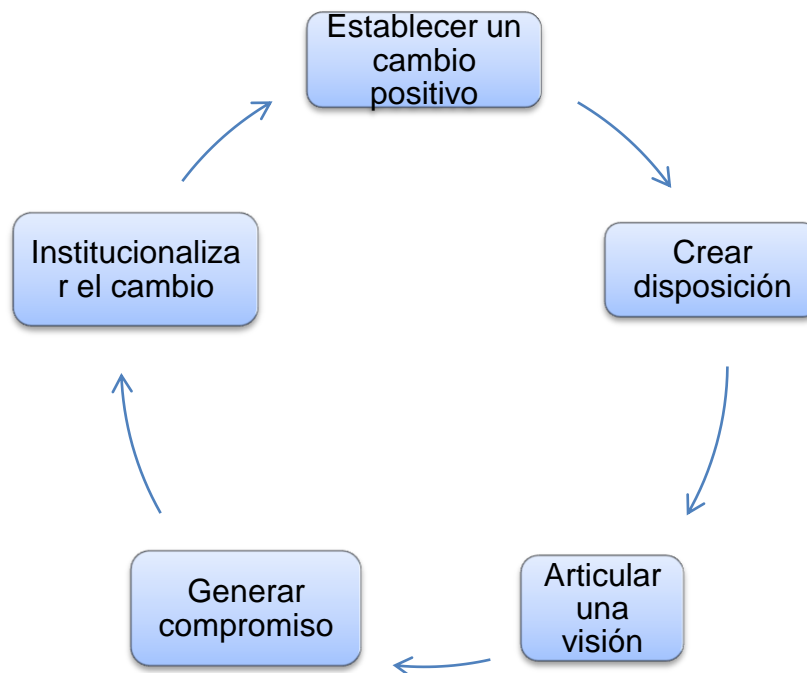 Establecer un
cambio
positivo
Crear
disposición
Articular
una
visión
Generar
compromiso
Institucionaliza
r el cambio